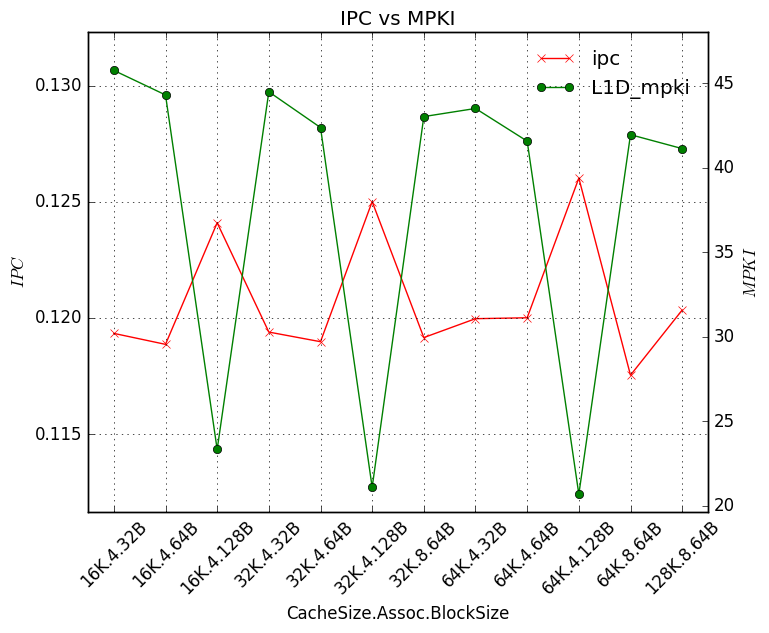 IPC vs MPKI
ipc
L1D_mpki
0.130
0.125
0.120
0.115
IPC
45
40
35
30
25
20
MPKI
16K.4.32B
16K.4.64B
16K.4.128B
32K.4.32B
32K.4.64B
32K.4.128B
32K.8.64B
64K.4.32B
64K.4.64B
64K.4.128B
64K.8.64B
128K.8.64B
CacheSize.Assoc.BlockSize